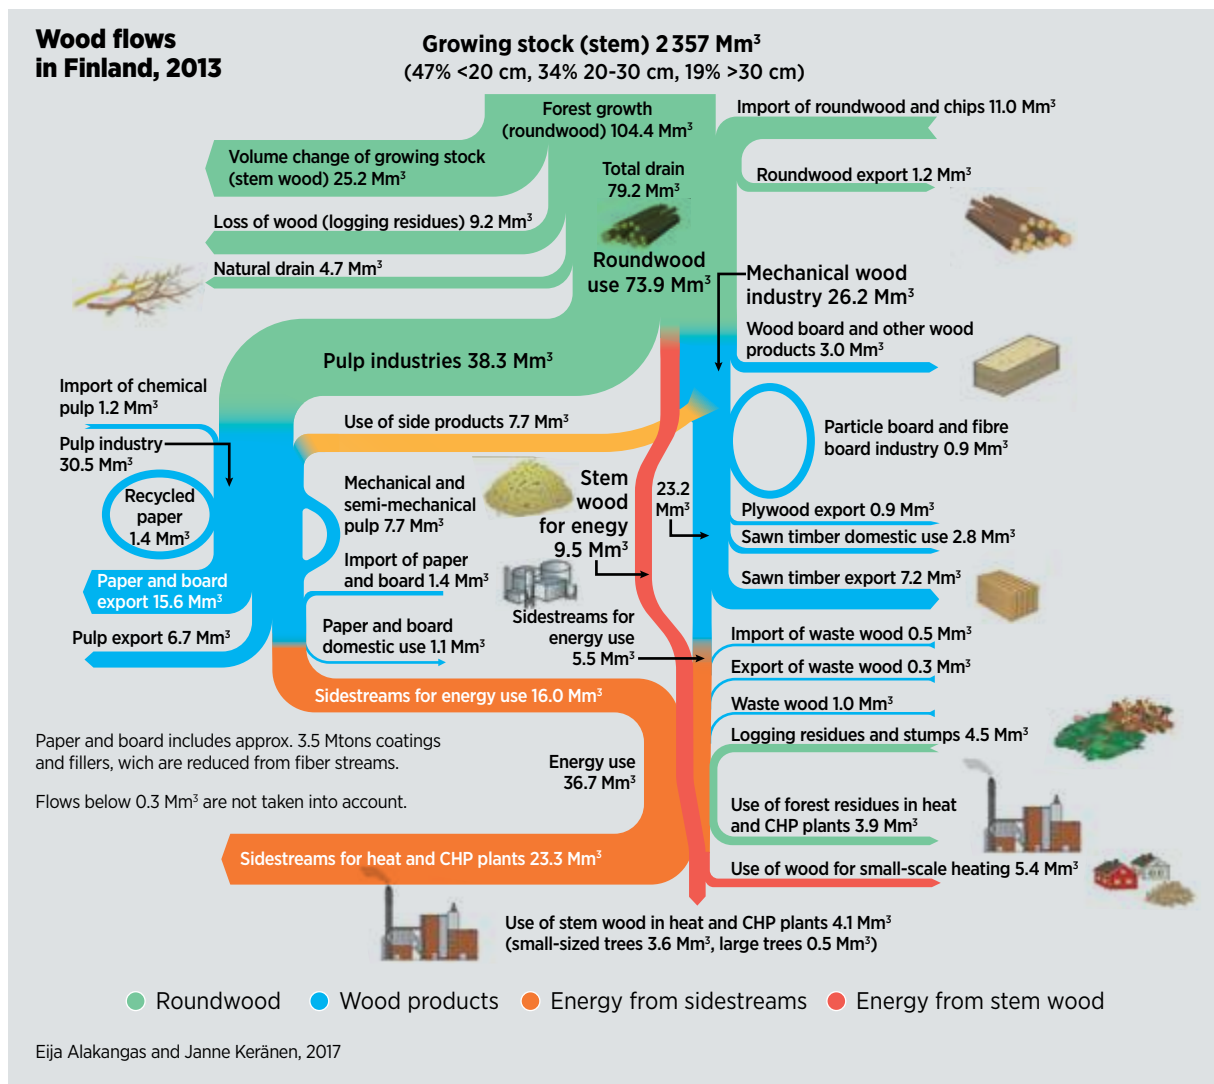 Wood flows
in Finland, 2013
Growing stock (stem) 2 357 Mm³
(47% <20 cm, 34% 20-30 cm, 19% >30 cm)
Forest growth
(roundwood) 104.4 Mm³
Import of roundwood and chips 11.0 Mm³
Volume change of growing stock
(stem wood) 25.2 Mm³
Total drain
79.2 Mm³
Roundwood export 1.2 Mm³
Loss of wood (logging residues) 9.2 Mm³
Natural drain 4.7 Mm³
Roundwood
use 73.9 Mm³
Mechanical wood
industry 26.2 Mm³
Wood board and other wood
products 3.0 Mm³
Pulp industries 38.3 Mm³
Import of chemical
pulp 1.2 Mm³
Use of side products 7.7 Mm³
Particle board and fibre
board industry 0.9 Mm³
Pulp industry
30.5 Mm³
Recycled
paper
1.4 Mm³
Mechanical and
semi-mechanical
pulp 7.7 Mm³
Stem
wood
for enegy
9.5 Mm³
23.2
Mm³
Plywood export 0.9 Mm³
Sawn timber domestic use 2.8 Mm³
Import of paper
and board 1.4 Mm³
Paper and board
export 15.6 Mm³
Sawn timber export 7.2 Mm³
Pulp export 6.7 Mm³
Paper and board
domestic use 1.1 Mm³
Sidestreams for
energy use
5.5 Mm³
Import of waste wood 0.5 Mm³
Export of waste wood 0.3 Mm³
Sidestreams for energy use 16.0 Mm³
Waste wood 1.0 Mm³
Logging residues and stumps 4.5 Mm³
Paper and board includes approx. 3.5 Mtons coatings
and fillers, wich are reduced from fiber streams.
Flows below 0.3 Mm³ are not taken into account.
Energy use
36.7 Mm³
Use of forest residues in heat
and CHP plants 3.9 Mm³
Sidestreams for heat and CHP plants 23.3 Mm³
Use of wood for small-scale heating 5.4 Mm³
Use of stem wood in heat and CHP plants 4.1 Mm³
(small-sized trees 3.6 Mm³, large trees 0.5 Mm³)
Roundwood
Wood products
Energy from sidestreams
Energy from stem wood
Eija Alakangas and Janne Keränen, 2017